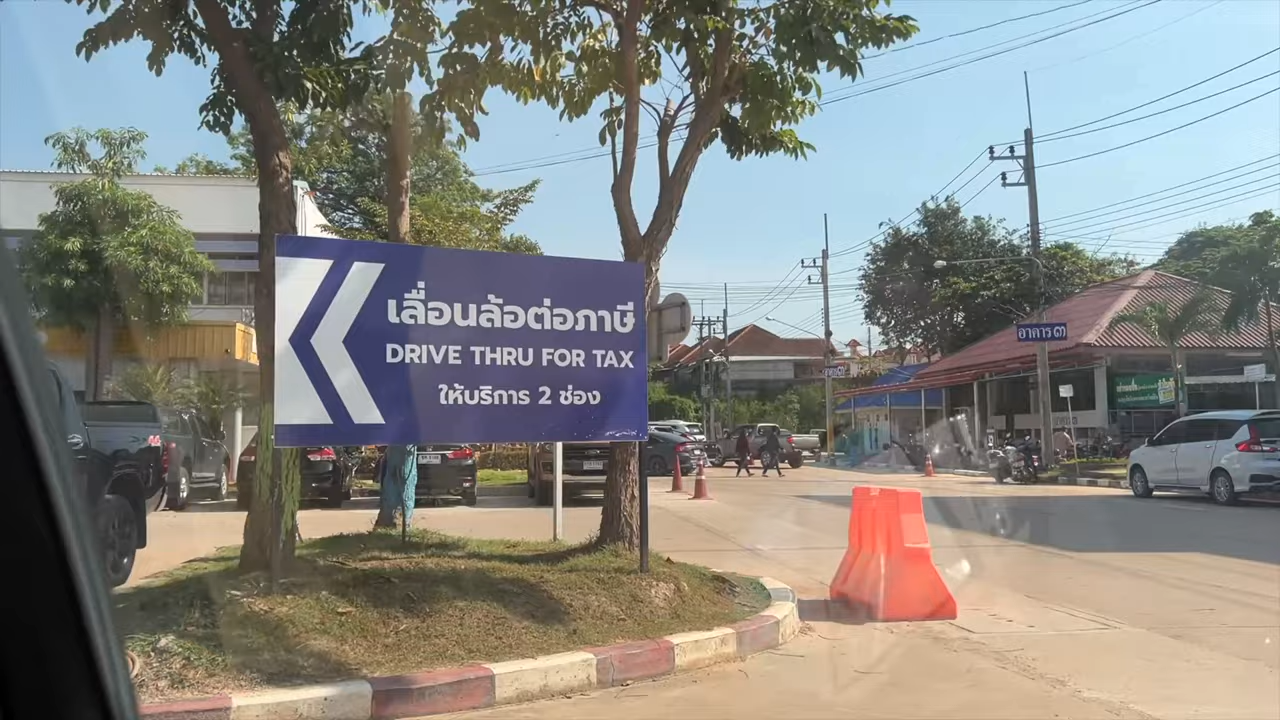 เลื่อนล้อต่อภาษี
DRIVE THRU FOR TAX
ให้บริการ 2 ช่อง
อาคาร ๓